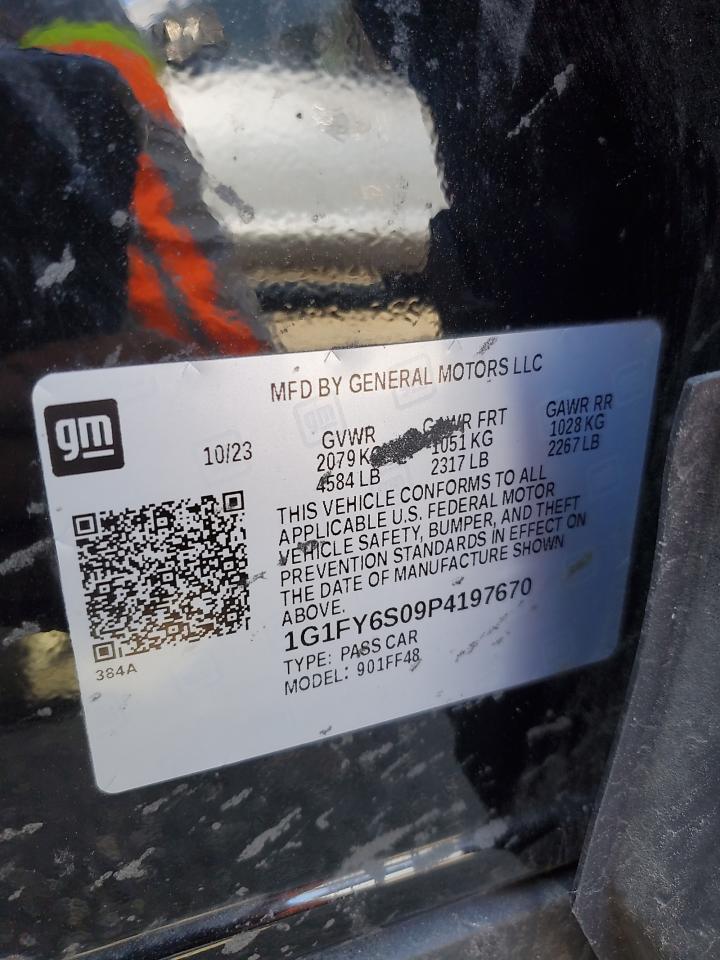 MFD BY GENERAL MOTORS LLC
gm
10/23 GVWR GAWR FRT GAWR RR
2079 KG 1051 KG 1028 KG
4584 LB 2317 LB 2267 LB
THIS VEHICLE CONFORMS TO ALL
APPLICABLE U.S. FEDERAL MOTOR
VEHICLE SAFETY, BUMPER, AND THEFT
PREVENTION STANDARDS IN EFFECT ON
THE DATE OF MANUFACTURE SHOWN
ABOVE.
1G1FY6S09P4197670
TYPE: PASS CAR
MODEL: 901FF48
384A